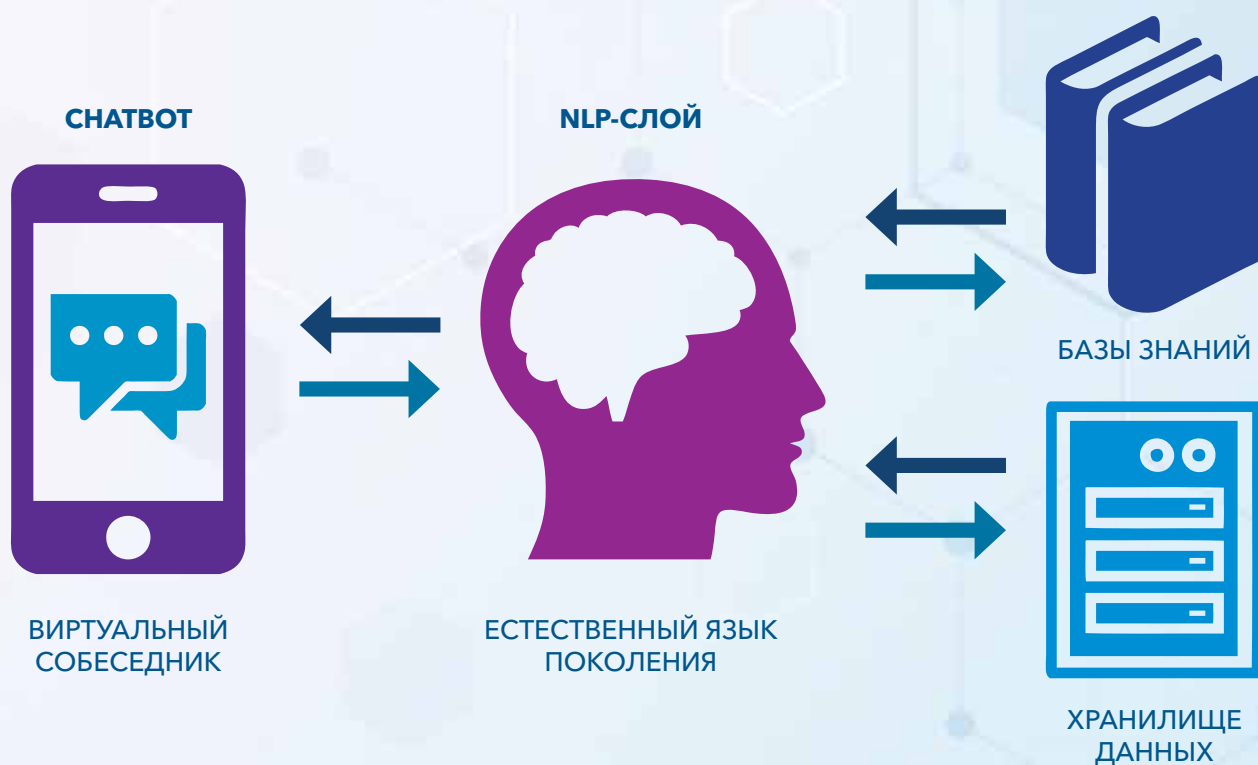 CHATBOT
NLP-СЛОЙ
БАЗЫ ЗНАНИЙ
ВИРТУАЛЬНЫЙ
СОБЕСЕДНИК
ЕСТЕСТВЕННЫЙ ЯЗЫК
ПОКОЛЕНИЯ
ХРАНИЛИЩЕ
ДАННЫХ